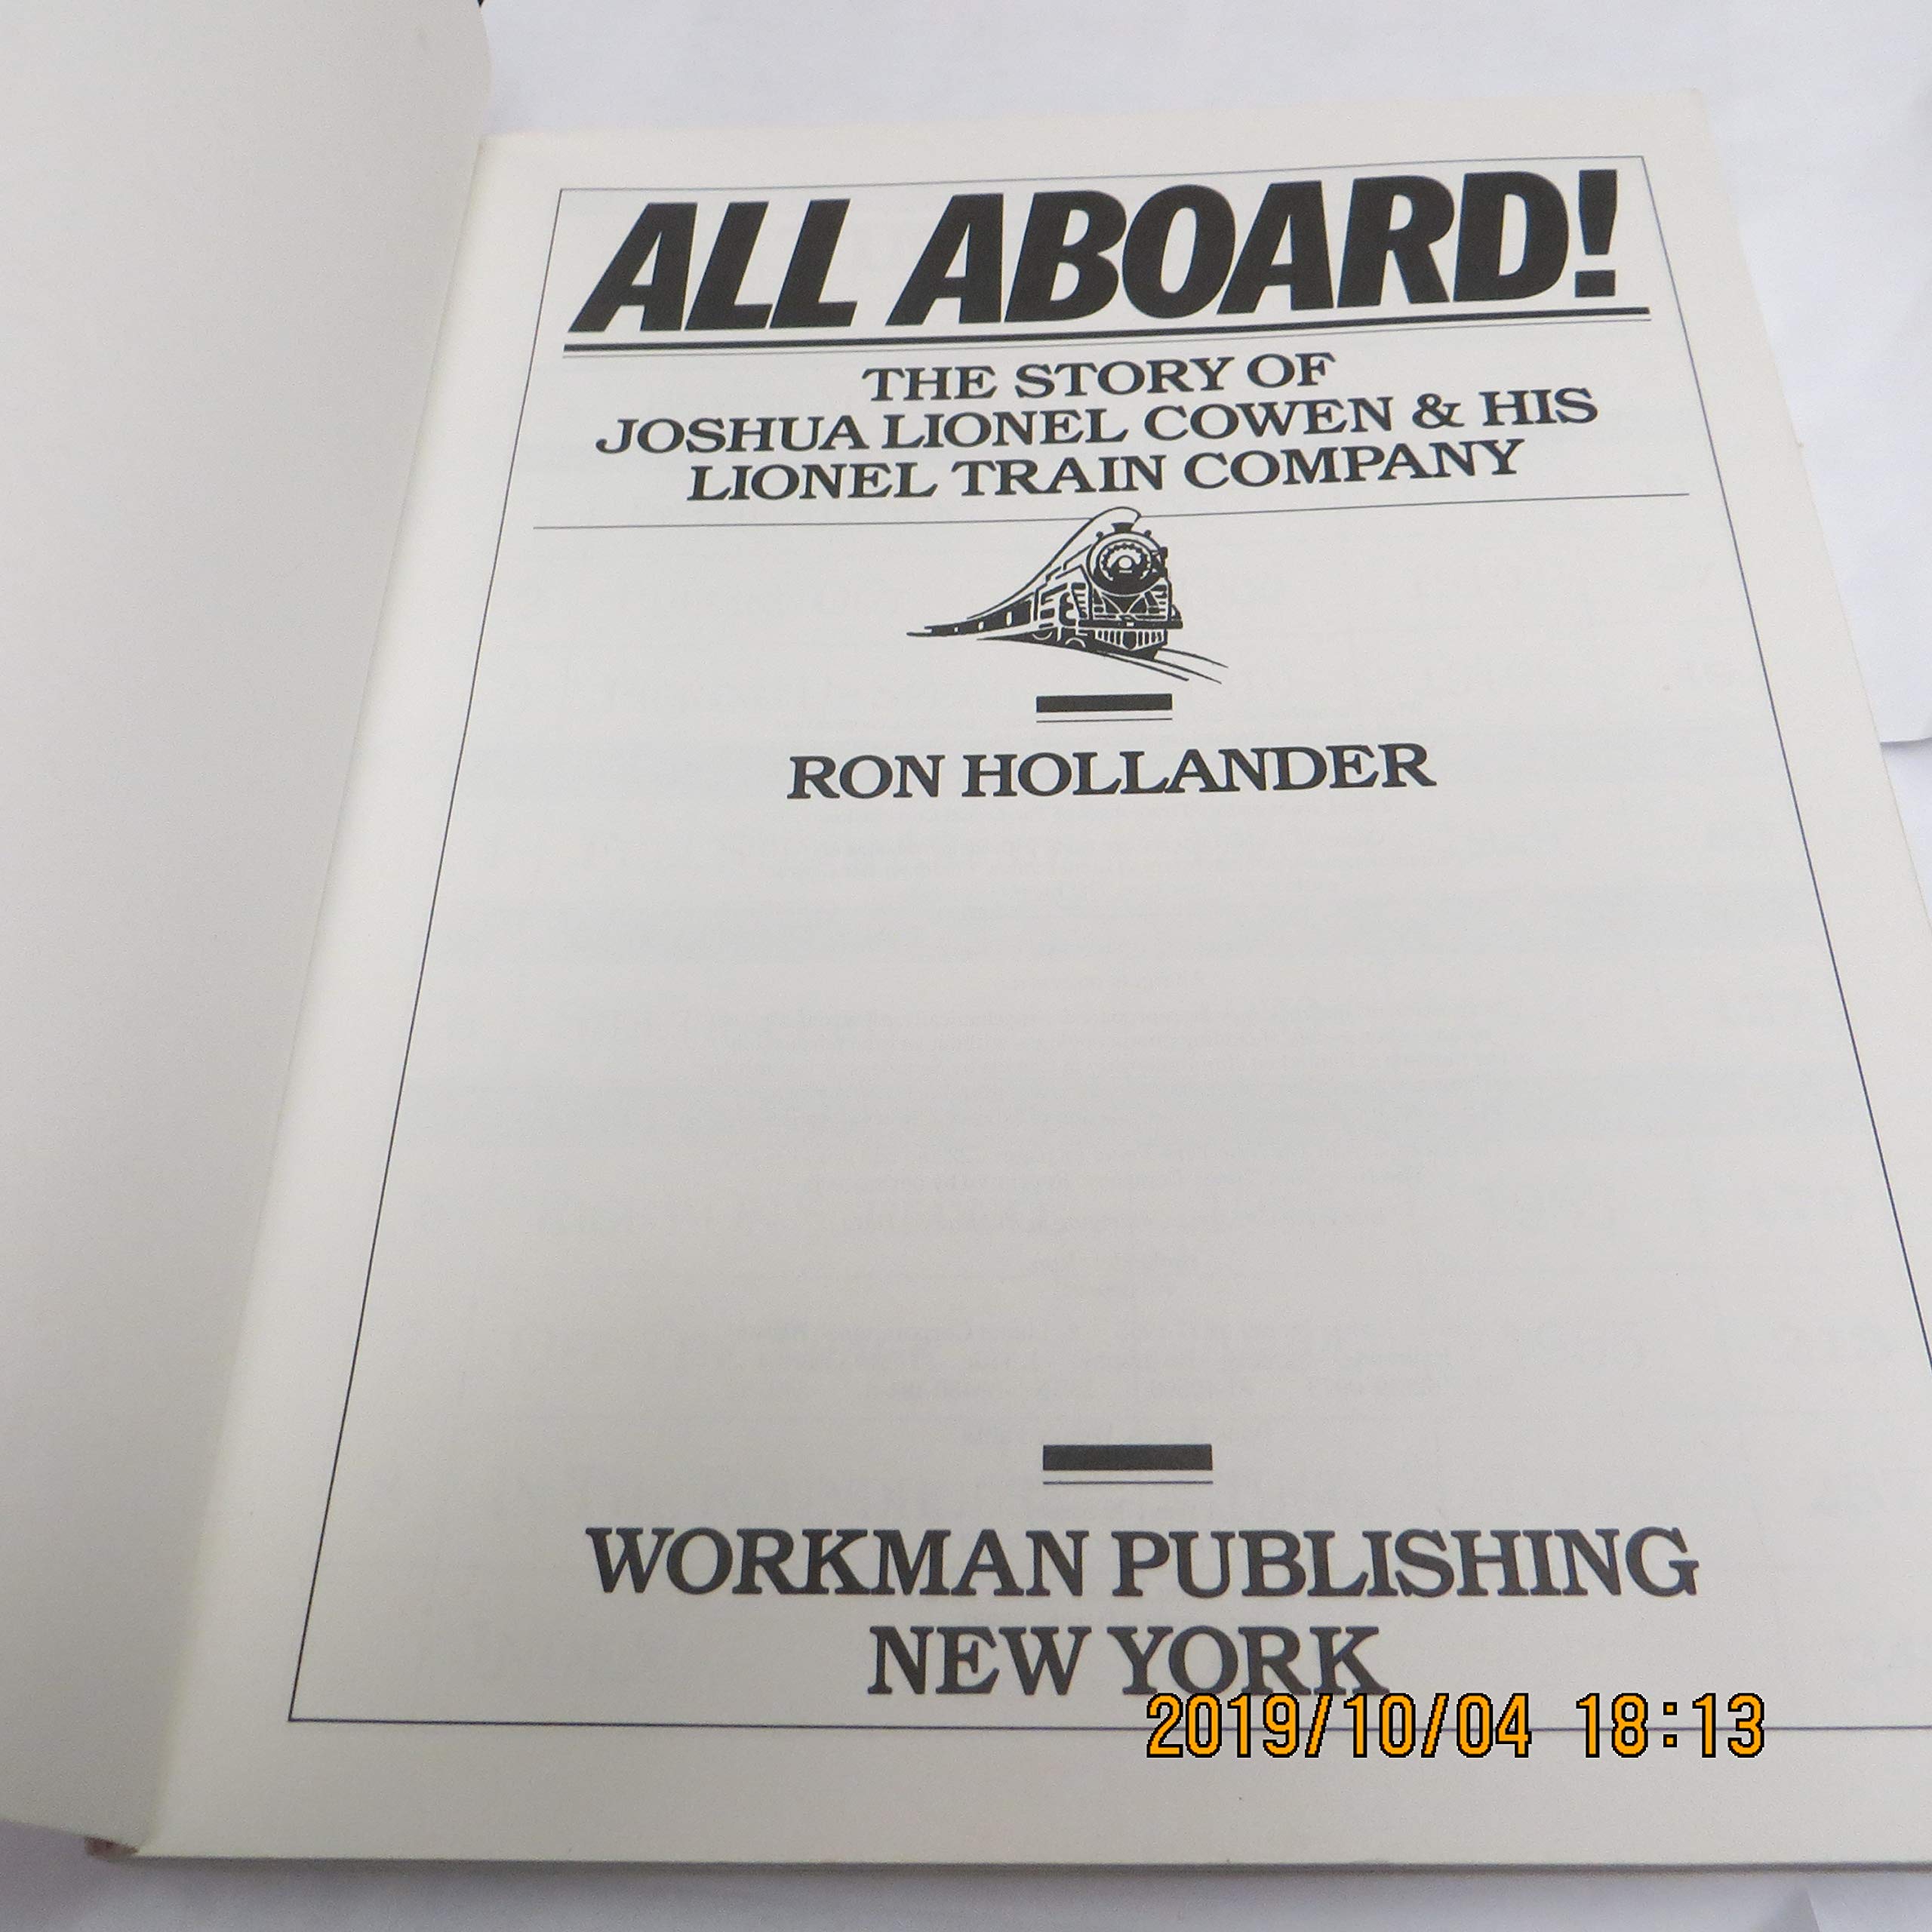 ALL ABOARD!
THE STORY OF
JOSHUA LIONEL COWEN & HIS
LIONEL TRAIN COMPANY
RON HOLLANDER
WORKMAN PUBLISHING
NEW YORK
2019/10/04 18:13